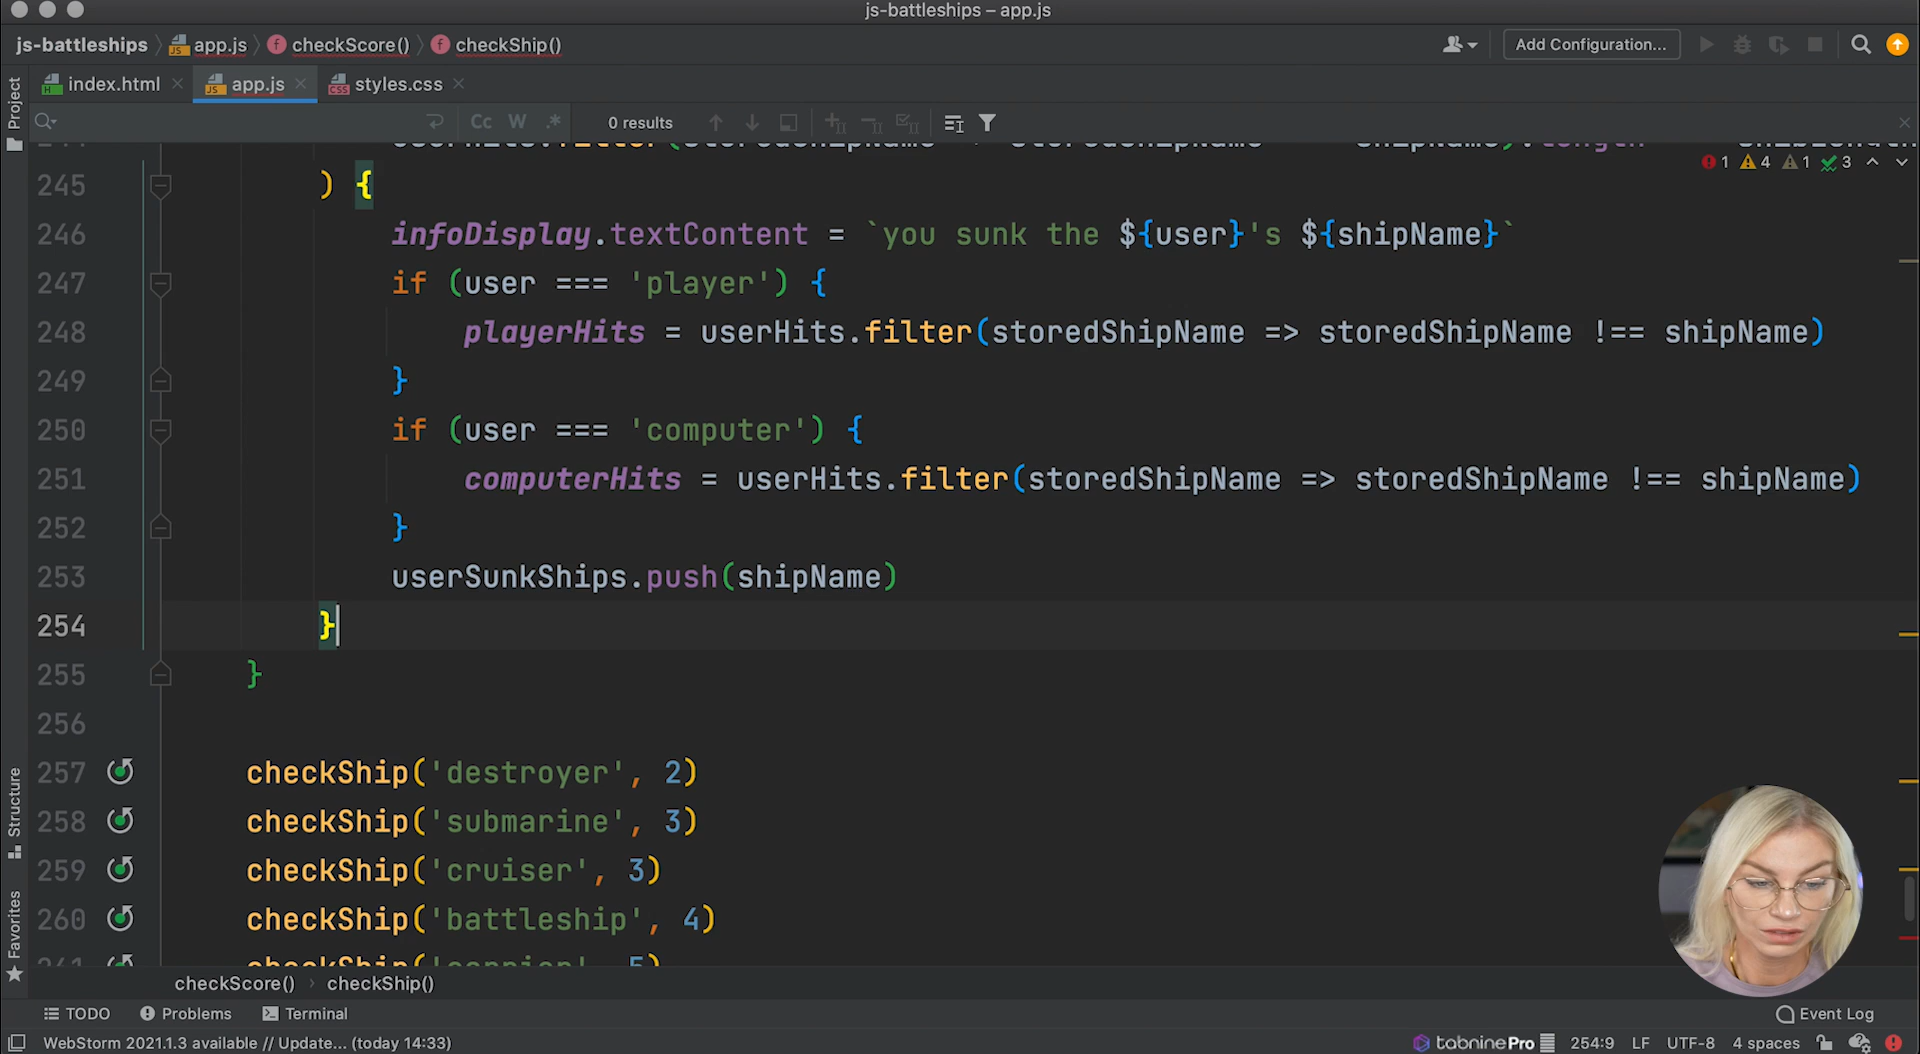 js-battleships – app.js
js-battleships app.js checkScore() checkShip() Add Configuration...
index.html app.js styles.css
Project
Cc W .* 0 results
1 4 1 3
245 ) {
246 infoDisplay.textContent = `you sunk the ${user}'s ${shipName}`
247 if (user === 'player') {
248 playerHits = userHits.filter(storedShipName => storedShipName !== shipName)
249 }
250 if (user === 'computer') {
251 computerHits = userHits.filter(storedShipName => storedShipName !== shipName)
252 }
253 userSunkShips.push(shipName)
254 }
255 }
256
257 checkShip('destroyer', 2)
258 checkShip('submarine', 3)
259 checkShip('cruiser', 3)
260 checkShip('battleship', 4)
261 checkShip('carrier', 5)
Structure
Favorites
checkScore() checkShip()
TODO Problems Terminal Event Log
WebStorm 2021.1.3 available // Update... (today 14:33) tabnine Pro 254:9 LF UTF-8 4 spaces